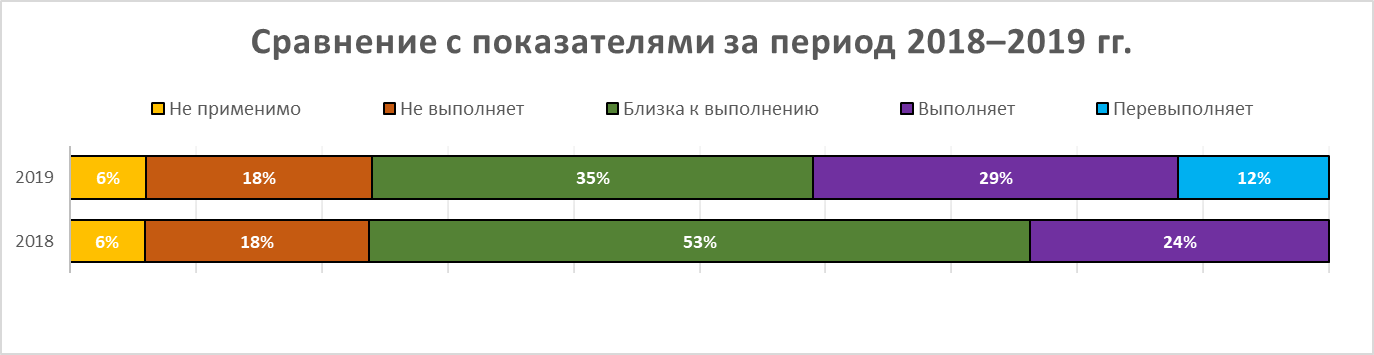 Сравнение с показателями за период 2018–2019 гг.
Не применимо Не выполняет Близка к выполнению Выполняет Перевыполняет
2019 6% 18% 35% 29% 12%
2018 6% 18% 53% 24%